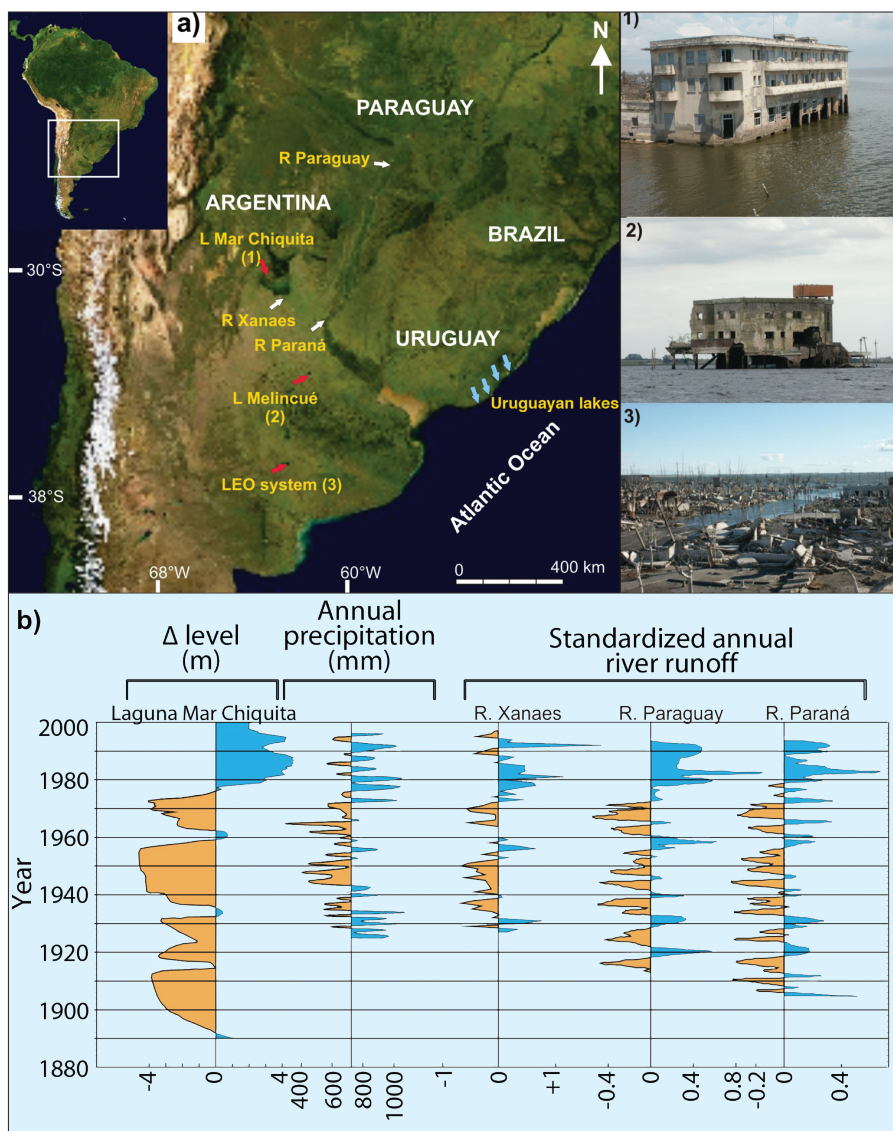 a)
N
PARAGUAY
R Paraguay
ARGENTINA
L Mar Chiquita
(1)
BRAZIL
30°S
R Xanaes
R Paraná
URUGUAY
L Melincué
(2)
Uruguayan lakes
LEO system (3)
Atlantic Ocean
38°S
68°W
60°W
0
400 km
1)
2)
3)
b)
Δ level
(m)
Annual
precipitation
(mm)
Standardized annual
river runoff
Laguna Mar Chiquita
R. Xanaes
R. Paraguay
R. Paraná
Year
2000
1980
1960
1940
1920
1900
1880
-4
0
4
400
800
1000
-1
0
+1
-0.4
0
0.8
-0.2
0
0.4